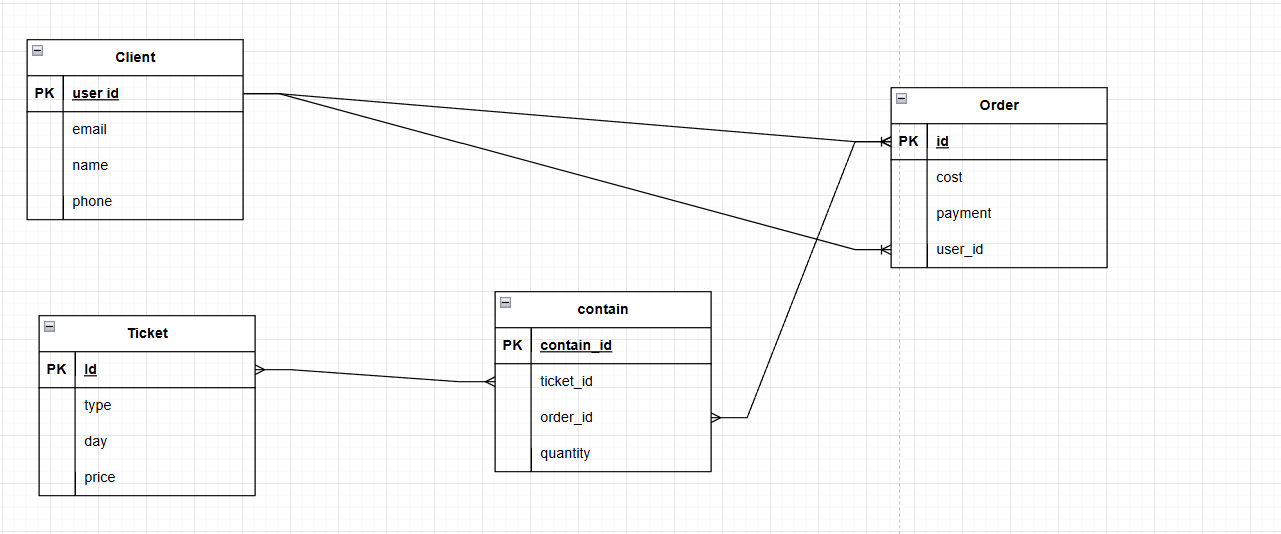 Client
PK user id
email
name
phone
Order
PK id
cost
payment
user_id
Ticket
PK Id
type
day
price
contain
PK contain_id
ticket_id
order_id
quantity